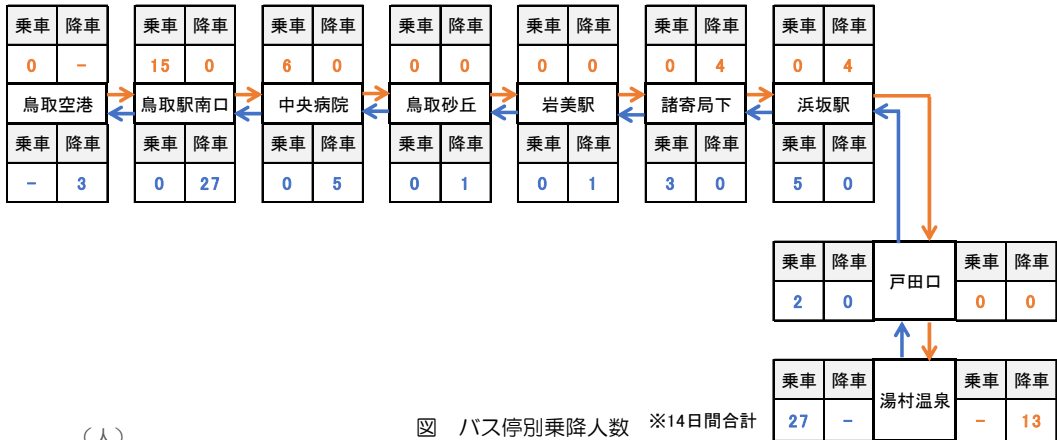 乗車 降車 乗車 降車 乗車 降車 乗車 降車 乗車 降車 乗車 降車 乗車 降車
0 - 15 0 6 0 0 0 0 0 0 4 0 4
鳥取空港 鳥取駅南口 中央病院 鳥取砂丘 岩美駅 諸寄局下 浜坂駅
乗車 降車 乗車 降車 乗車 降車 乗車 降車 乗車 降車 乗車 降車 乗車 降車
- 3 0 27 0 5 0 1 0 1 3 0 5 0
乗車 降車 戸田口 乗車 降車
2 0 0 0
乗車 降車 湯村温泉 乗車 降車
27 - - 13
(人) 図 バス停別乗降人数 ※14日間合計